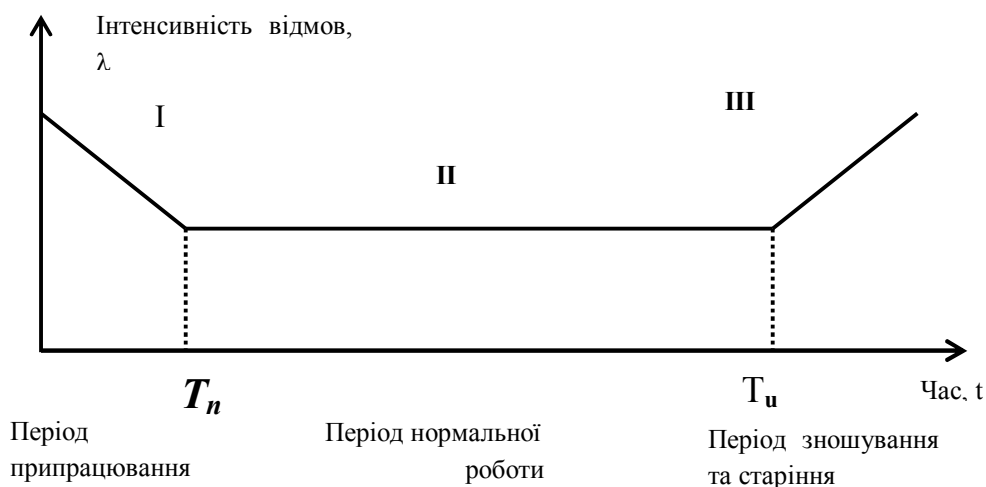 Інтенсивність відмов,
λ
I
II
III
Tn
Tu
Час, t
Період
припрацювання
Період нормальної
роботи
Період зношування
та старіння